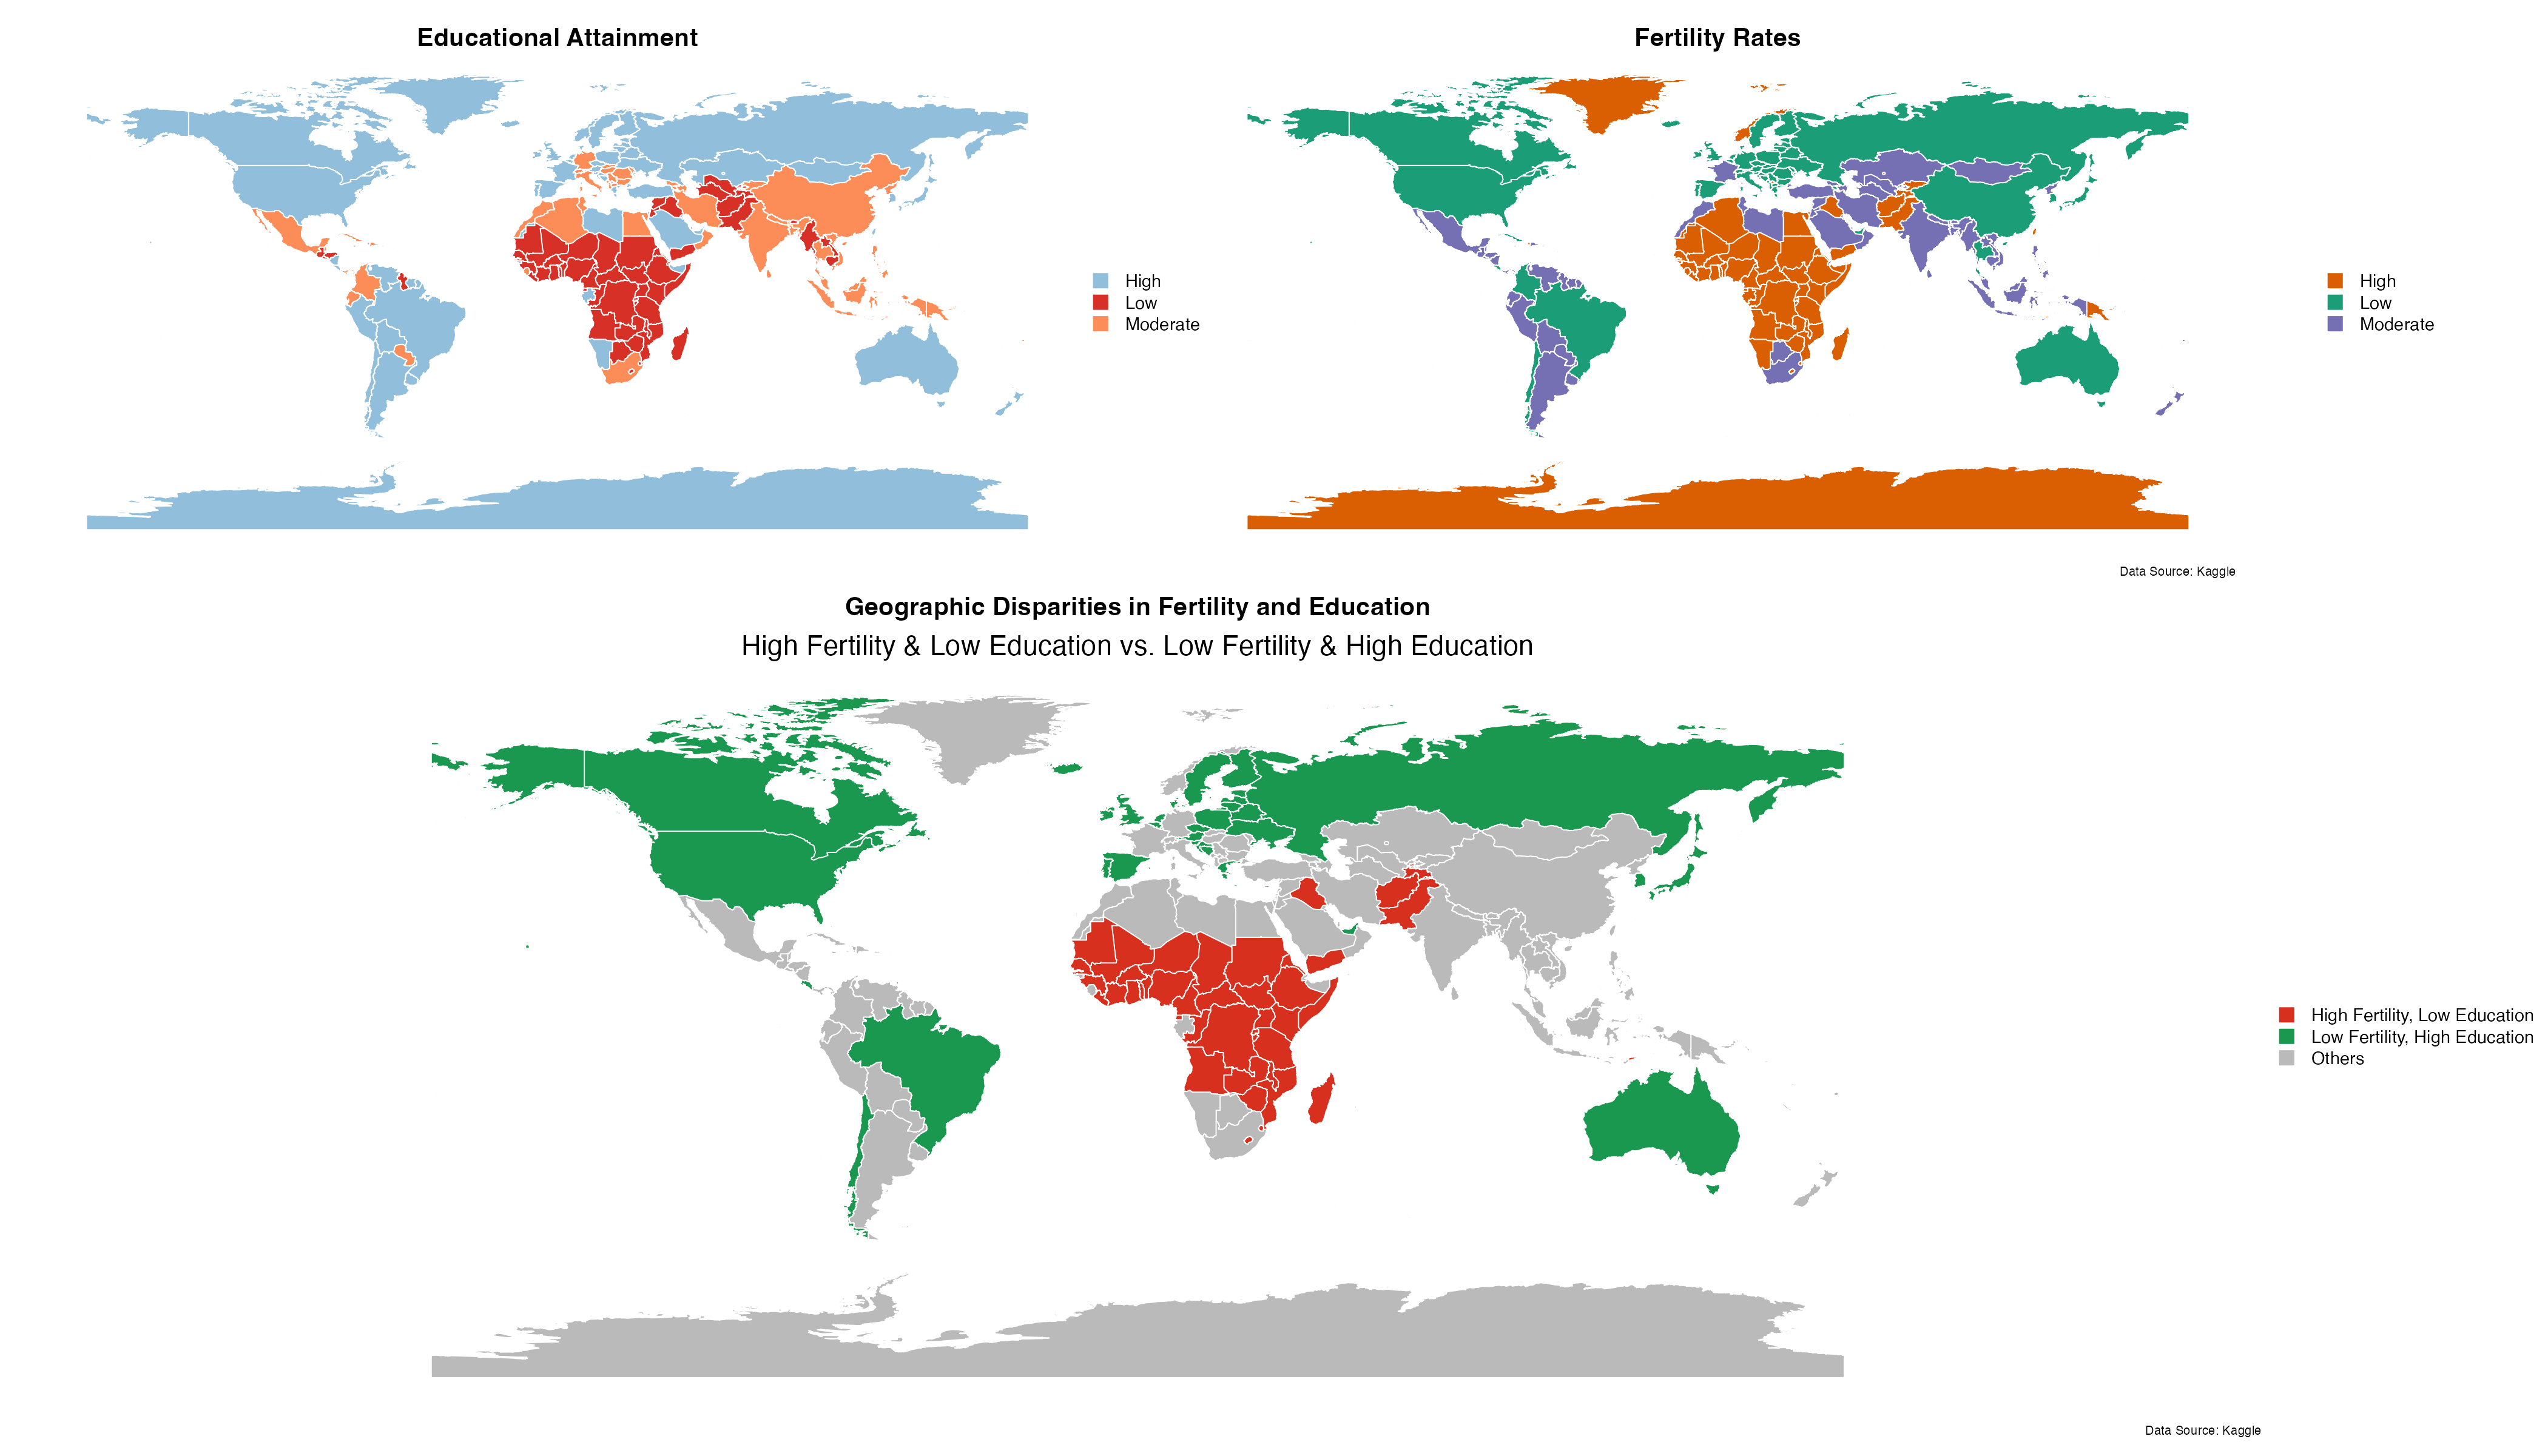 Educational Attainment
High
Low
Moderate
Fertility Rates
High
Low
Moderate
Data Source: Kaggle
Geographic Disparities in Fertility and Education
High Fertility & Low Education vs. Low Fertility & High Education
High Fertility, Low Education
Low Fertility, High Education
Others
Data Source: Kaggle